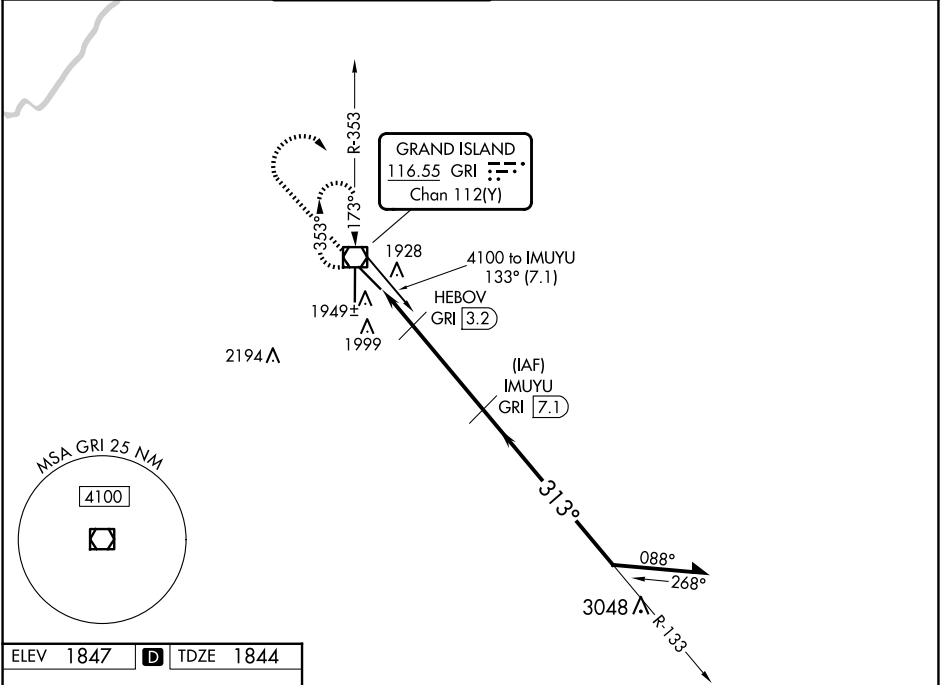 R-353
GRAND ISLAND
116.55 GRI
Chan 112(Y)
353°
173°
1928
4100 to IMUYU
133° (7.1)
HEBOV
GRI 3.2
1949±
1999
2194
(IAF)
IMUYU
GRI 7.1
MSA GRI 25 NM
4100
313°
088°
268°
3048
R-133
ELEV 1847 D TDZE 1844